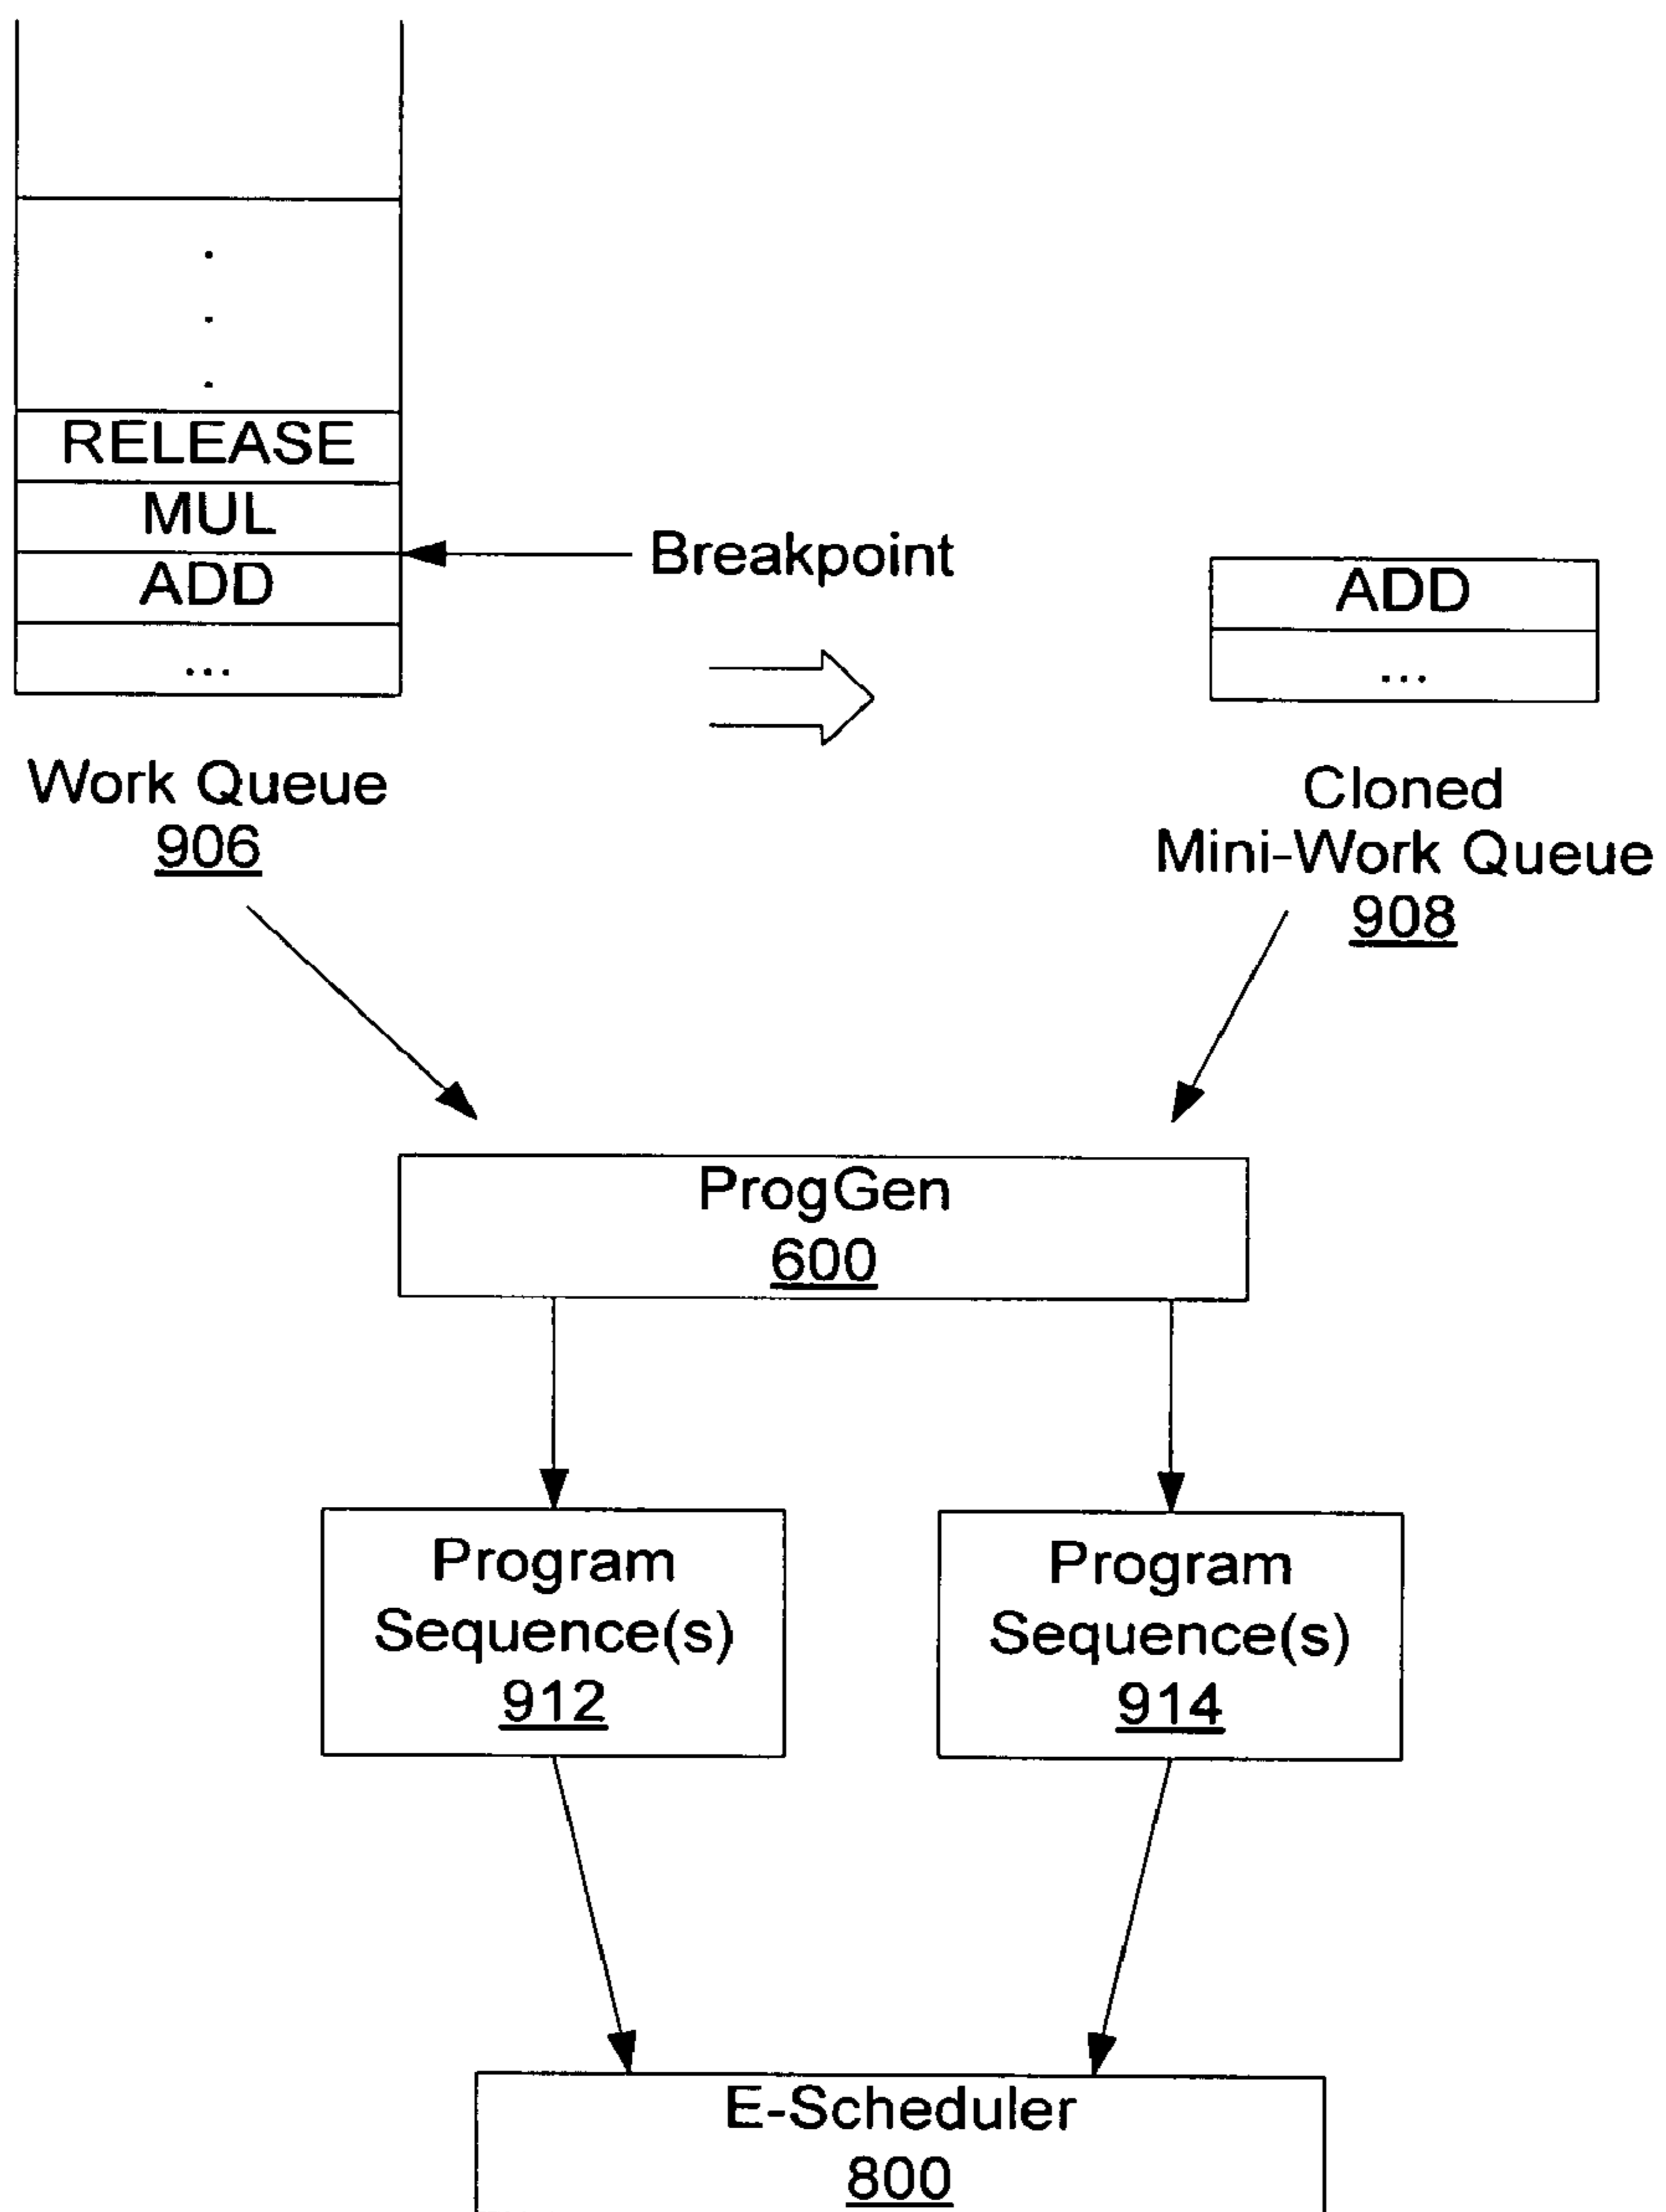 RELEASE
MUL
ADD
...
Breakpoint
ADD
...
Work Queue
906
Cloned
Mini-Work Queue
908
ProgGen
600
Program
Sequence(s)
912
Program
Sequence(s)
914
E-Scheduler
800